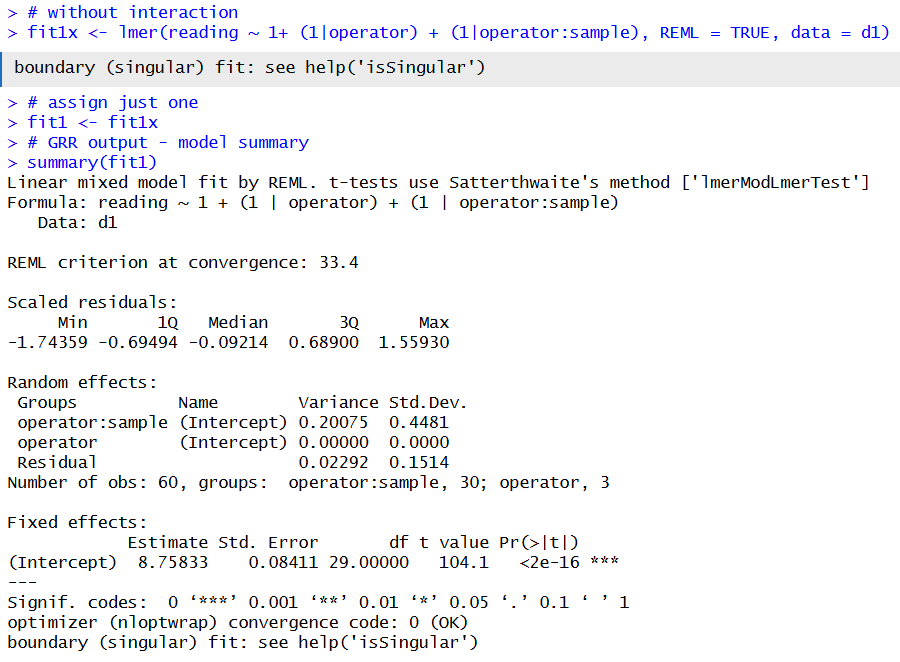 > # without interaction
> fit1x <- lmer(reading ~ 1+ (1|operator) + (1|operator:sample), REML = TRUE, data = d1)
boundary (singular) fit: see help('isSingular')
> # assign just one
> fit1 <- fit1x
> # GRR output - model summary
> summary(fit1)
Linear mixed model fit by REML. t-tests use Satterthwaite's method ['lmerModLmerTest']
Formula: reading ~ 1 + (1 | operator) + (1 | operator:sample)
   Data: d1

REML criterion at convergence: 33.4

Scaled residuals:
     Min       1Q   Median       3Q      Max
-1.74359 -0.69494 -0.09214  0.68900  1.55930

Random effects:
 Groups          Name        Variance Std.Dev.
 operator:sample (Intercept) 0.20075  0.4481
 operator        (Intercept) 0.00000  0.0000
 Residual                    0.02292  0.1514
Number of obs: 60, groups:  operator:sample, 30; operator, 3

Fixed effects:
            Estimate Std. Error       df t value Pr(>|t|)
(Intercept)  8.75833    0.08411 29.00000   104.1   <2e-16 ***
---
Signif. codes:  0 ‘***’ 0.001 ‘**’ 0.01 ‘*’ 0.05 ‘.’ 0.1 ‘ ’ 1
optimizer (nloptwrap) convergence code: 0 (OK)
boundary (singular) fit: see help('isSingular')